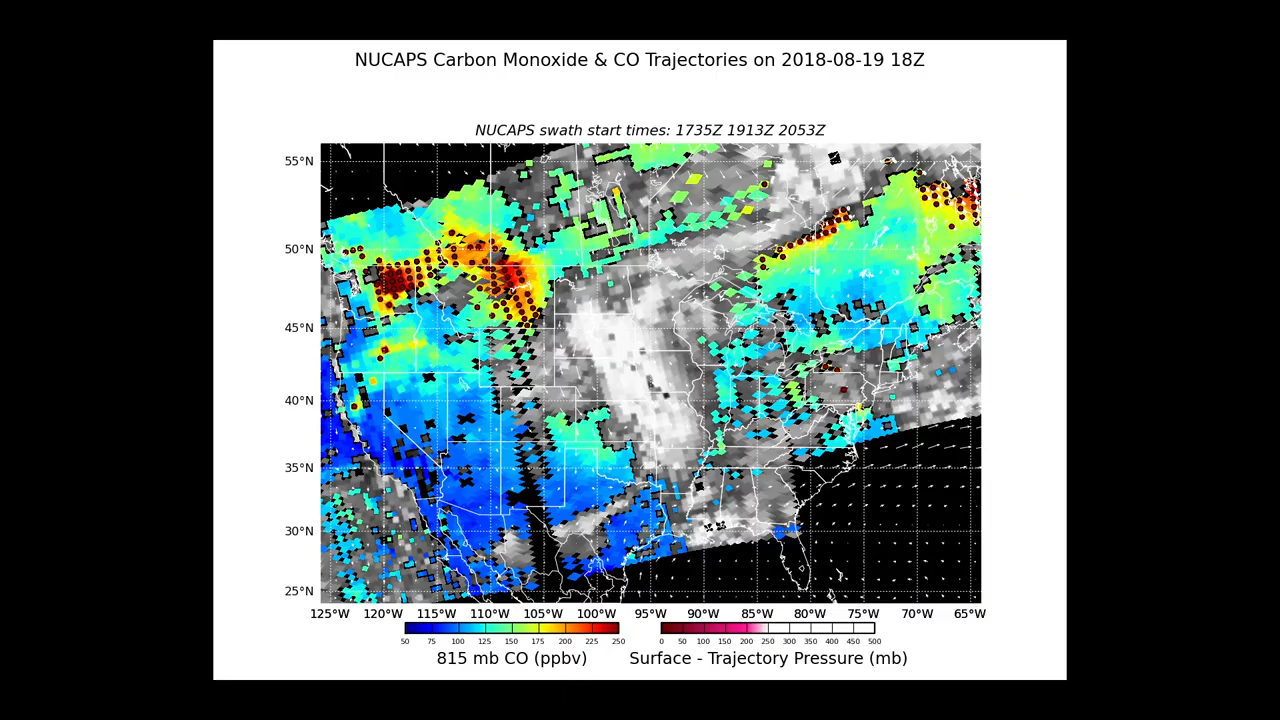 NUCAPS Carbon Monoxide & CO Trajectories on 2018-08-19 18Z
NUCAPS swath start times: 1735Z 1913Z 2053Z
55°N
50°N
45°N
40°N
35°N
30°N
25°N
125°W 120°W 115°W 110°W 105°W 100°W 95°W 90°W 85°W 80°W 75°W 70°W 65°W
50 75 100 125 150 175 200 225 250
0 50 100 150 200 250 300 350 400 450 500
815 mb CO (ppbv)
Surface - Trajectory Pressure (mb)